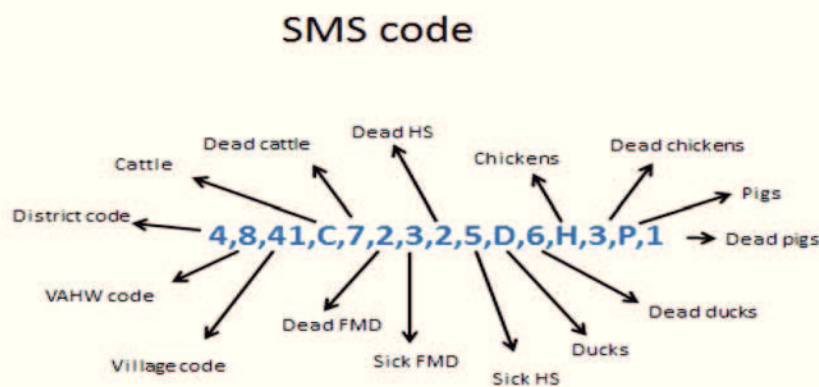 SMS code
Dead HS
Dead cattle
Dead chickens
Chickens
Cattle
Pigs
District code
4,8,41,C,7,2,3,2,5,D,6,H,3,P,1
Dead pigs
VAHW code
Dead ducks
Dead FMD
Ducks
Village code
Sick FMD
Sick HS